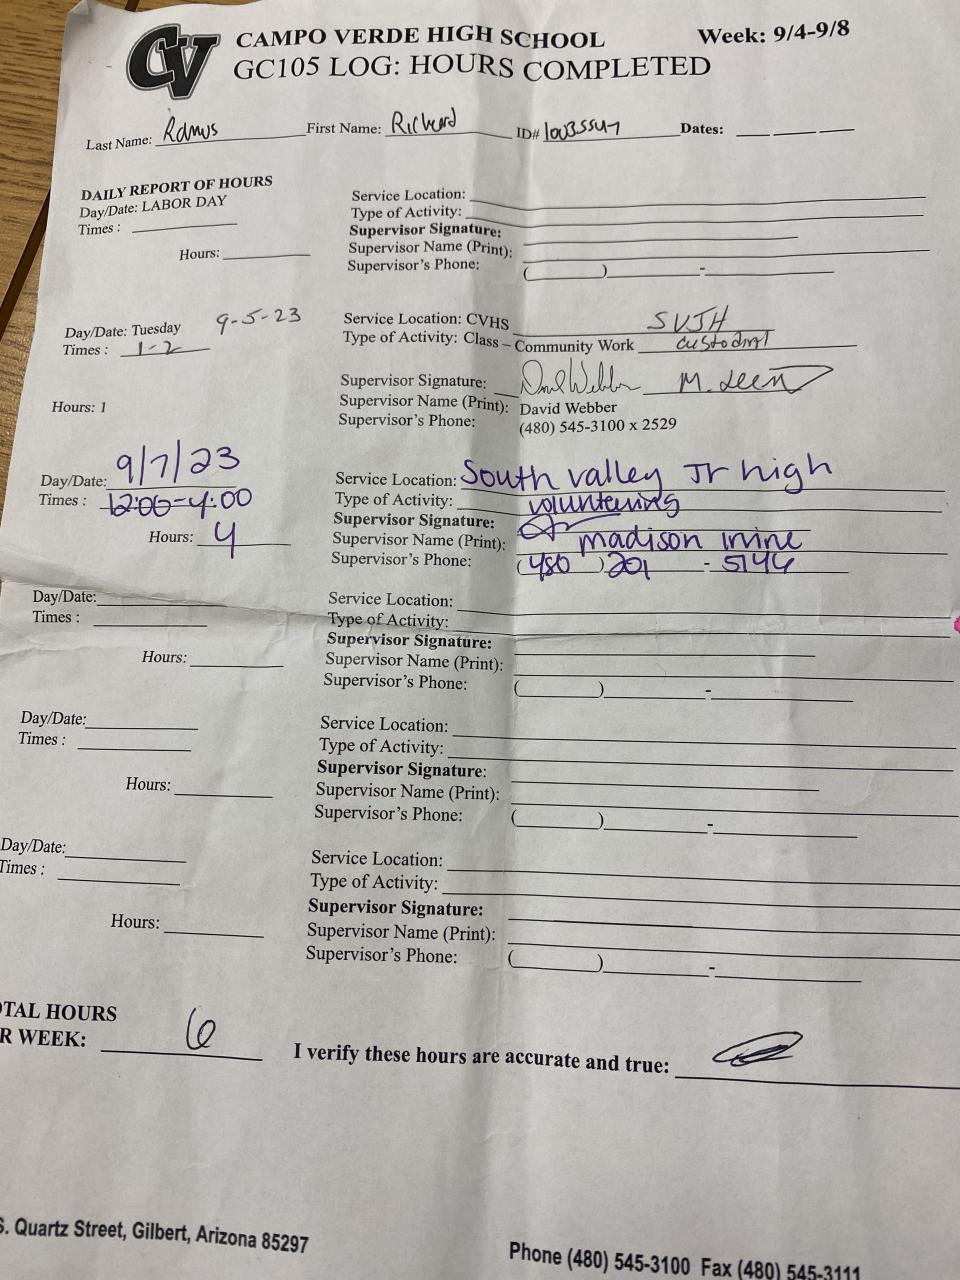 CV
CAMPO VERDE HIGH SCHOOL
Week: 9/4-9/8
GC105 LOG: HOURS COMPLETED
Last Name:
First Name: Richard
ID#
Dates:
DAILY REPORT OF HOURS
Day/Date: LABOR DAY
Times :
Hours:
Service Location:
Type of Activity:
Supervisor Signature:
Supervisor Name (Print):
Supervisor's Phone: ( ) -
Day/Date: Tuesday 9-5-23
Times : 1-2
Hours: 1
Service Location: CVHS SVJH
Type of Activity: Class – Community Work custodial
Supervisor Signature: David Webber M.
Supervisor Name (Print): David Webber
Supervisor's Phone: (480) 545-3100 x 2529
Day/Date: 9/7/23
Times : 12:00-4:00
Hours: 4
Service Location: South valley Jr high
Type of Activity: voluntering
Supervisor Signature:
Supervisor Name (Print): madison
Supervisor's Phone: (480) 201 - 5144
Day/Date:
Times :
Hours:
Service Location:
Type of Activity:
Supervisor Signature:
Supervisor Name (Print):
Supervisor's Phone: ( ) -
Day/Date:
Times :
Hours:
Service Location:
Type of Activity:
Supervisor Signature:
Supervisor Name (Print):
Supervisor's Phone: ( ) -
Day/Date:
Times :
Hours:
Service Location:
Type of Activity:
Supervisor Signature:
Supervisor Name (Print):
Supervisor's Phone: ( ) -
OTAL HOURS
R WEEK: 6
I verify these hours are accurate and true:
S. Quartz Street, Gilbert, Arizona 85297
Phone (480) 545-3100 Fax (480) 545-3111